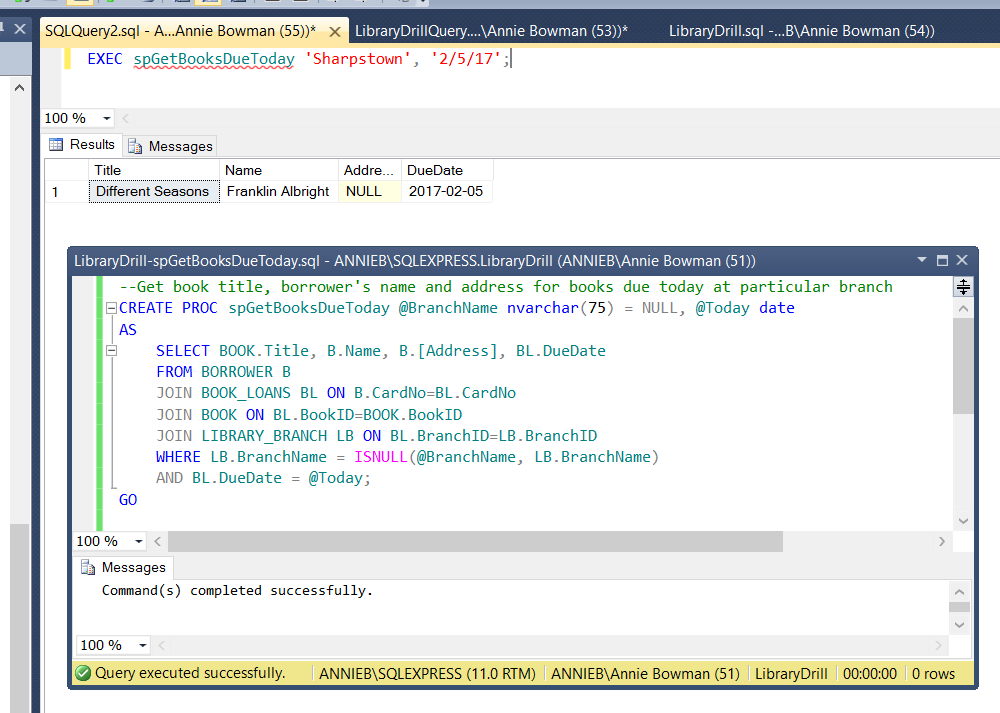 SQLQuery2.sql - A...Annie Bowman (55))* LibraryDrillQuery....\Annie Bowman (53))* LibraryDrill.sql -...B\Annie Bowman (54))
EXEC spGetBooksDueToday 'Sharpstown', '2/5/17';
100 %
Results Messages
Title Name Addre... DueDate
1 Different Seasons Franklin Albright NULL 2017-02-05
LibraryDrill-spGetBooksDueToday.sql - ANNIEB\SQLEXPRESS.LibraryDrill (ANNIEB\Annie Bowman (51))
--Get book title, borrower's name and address for books due today at particular branch
CREATE PROC spGetBooksDueToday @BranchName nvarchar(75) = NULL, @Today date
AS
SELECT BOOK.Title, B.Name, B.[Address], BL.DueDate
FROM BORROWER B
JOIN BOOK_LOANS BL ON B.CardNo=BL.CardNo
JOIN BOOK ON BL.BookID=BOOK.BookID
JOIN LIBRARY_BRANCH LB ON BL.BranchID=LB.BranchID
WHERE LB.BranchName = ISNULL(@BranchName, LB.BranchName)
AND BL.DueDate = @Today;
GO
100 %
Messages
Command(s) completed successfully.
100 %
Query executed successfully. ANNIEB\SQLEXPRESS (11.0 RTM) ANNIEB\Annie Bowman (51) LibraryDrill 00:00:00 0 rows